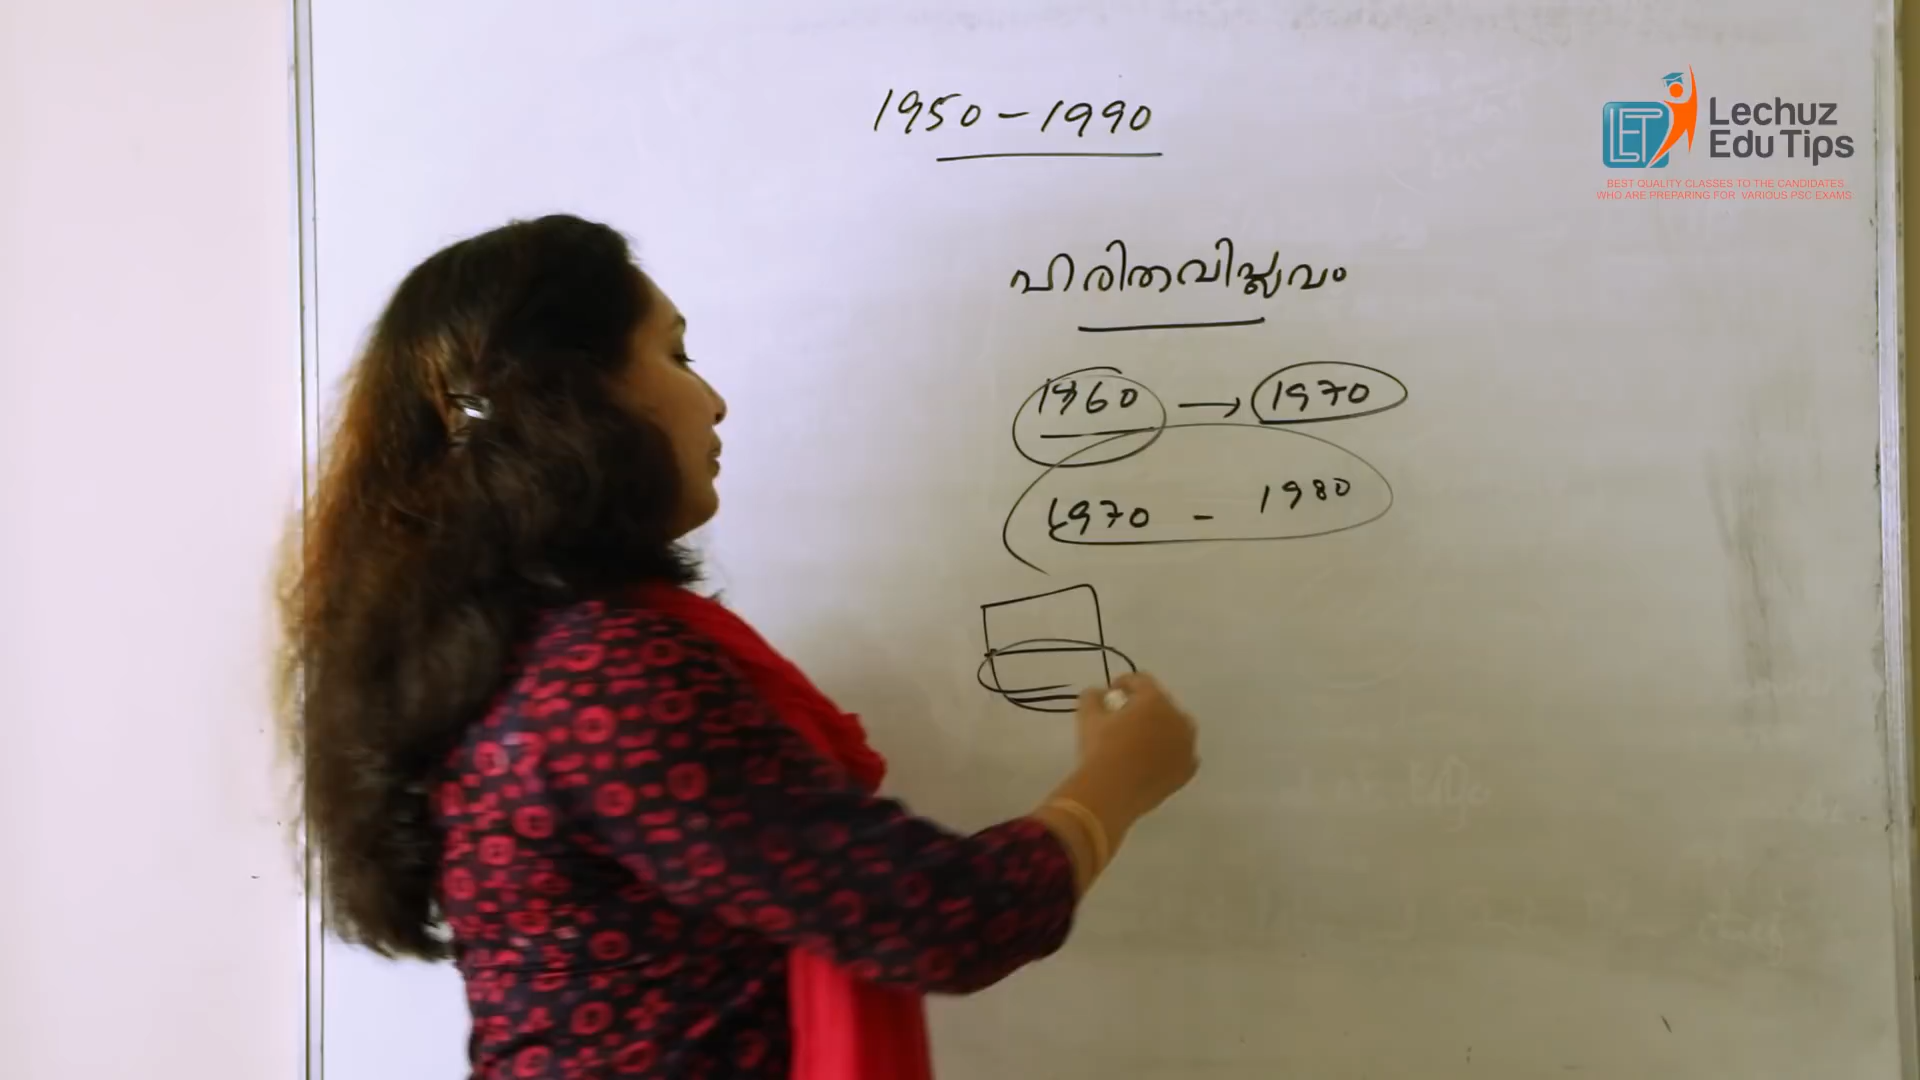 1950 - 1990
ഹരിതവിപ്ലവം
1960 → 1970
1970 - 1980
LET
Lechuz
Edu Tips
BEST QUALITY CLASSES TO THE CANDIDATES
WHO ARE PREPARING FOR VARIOUS PSC EXAMS